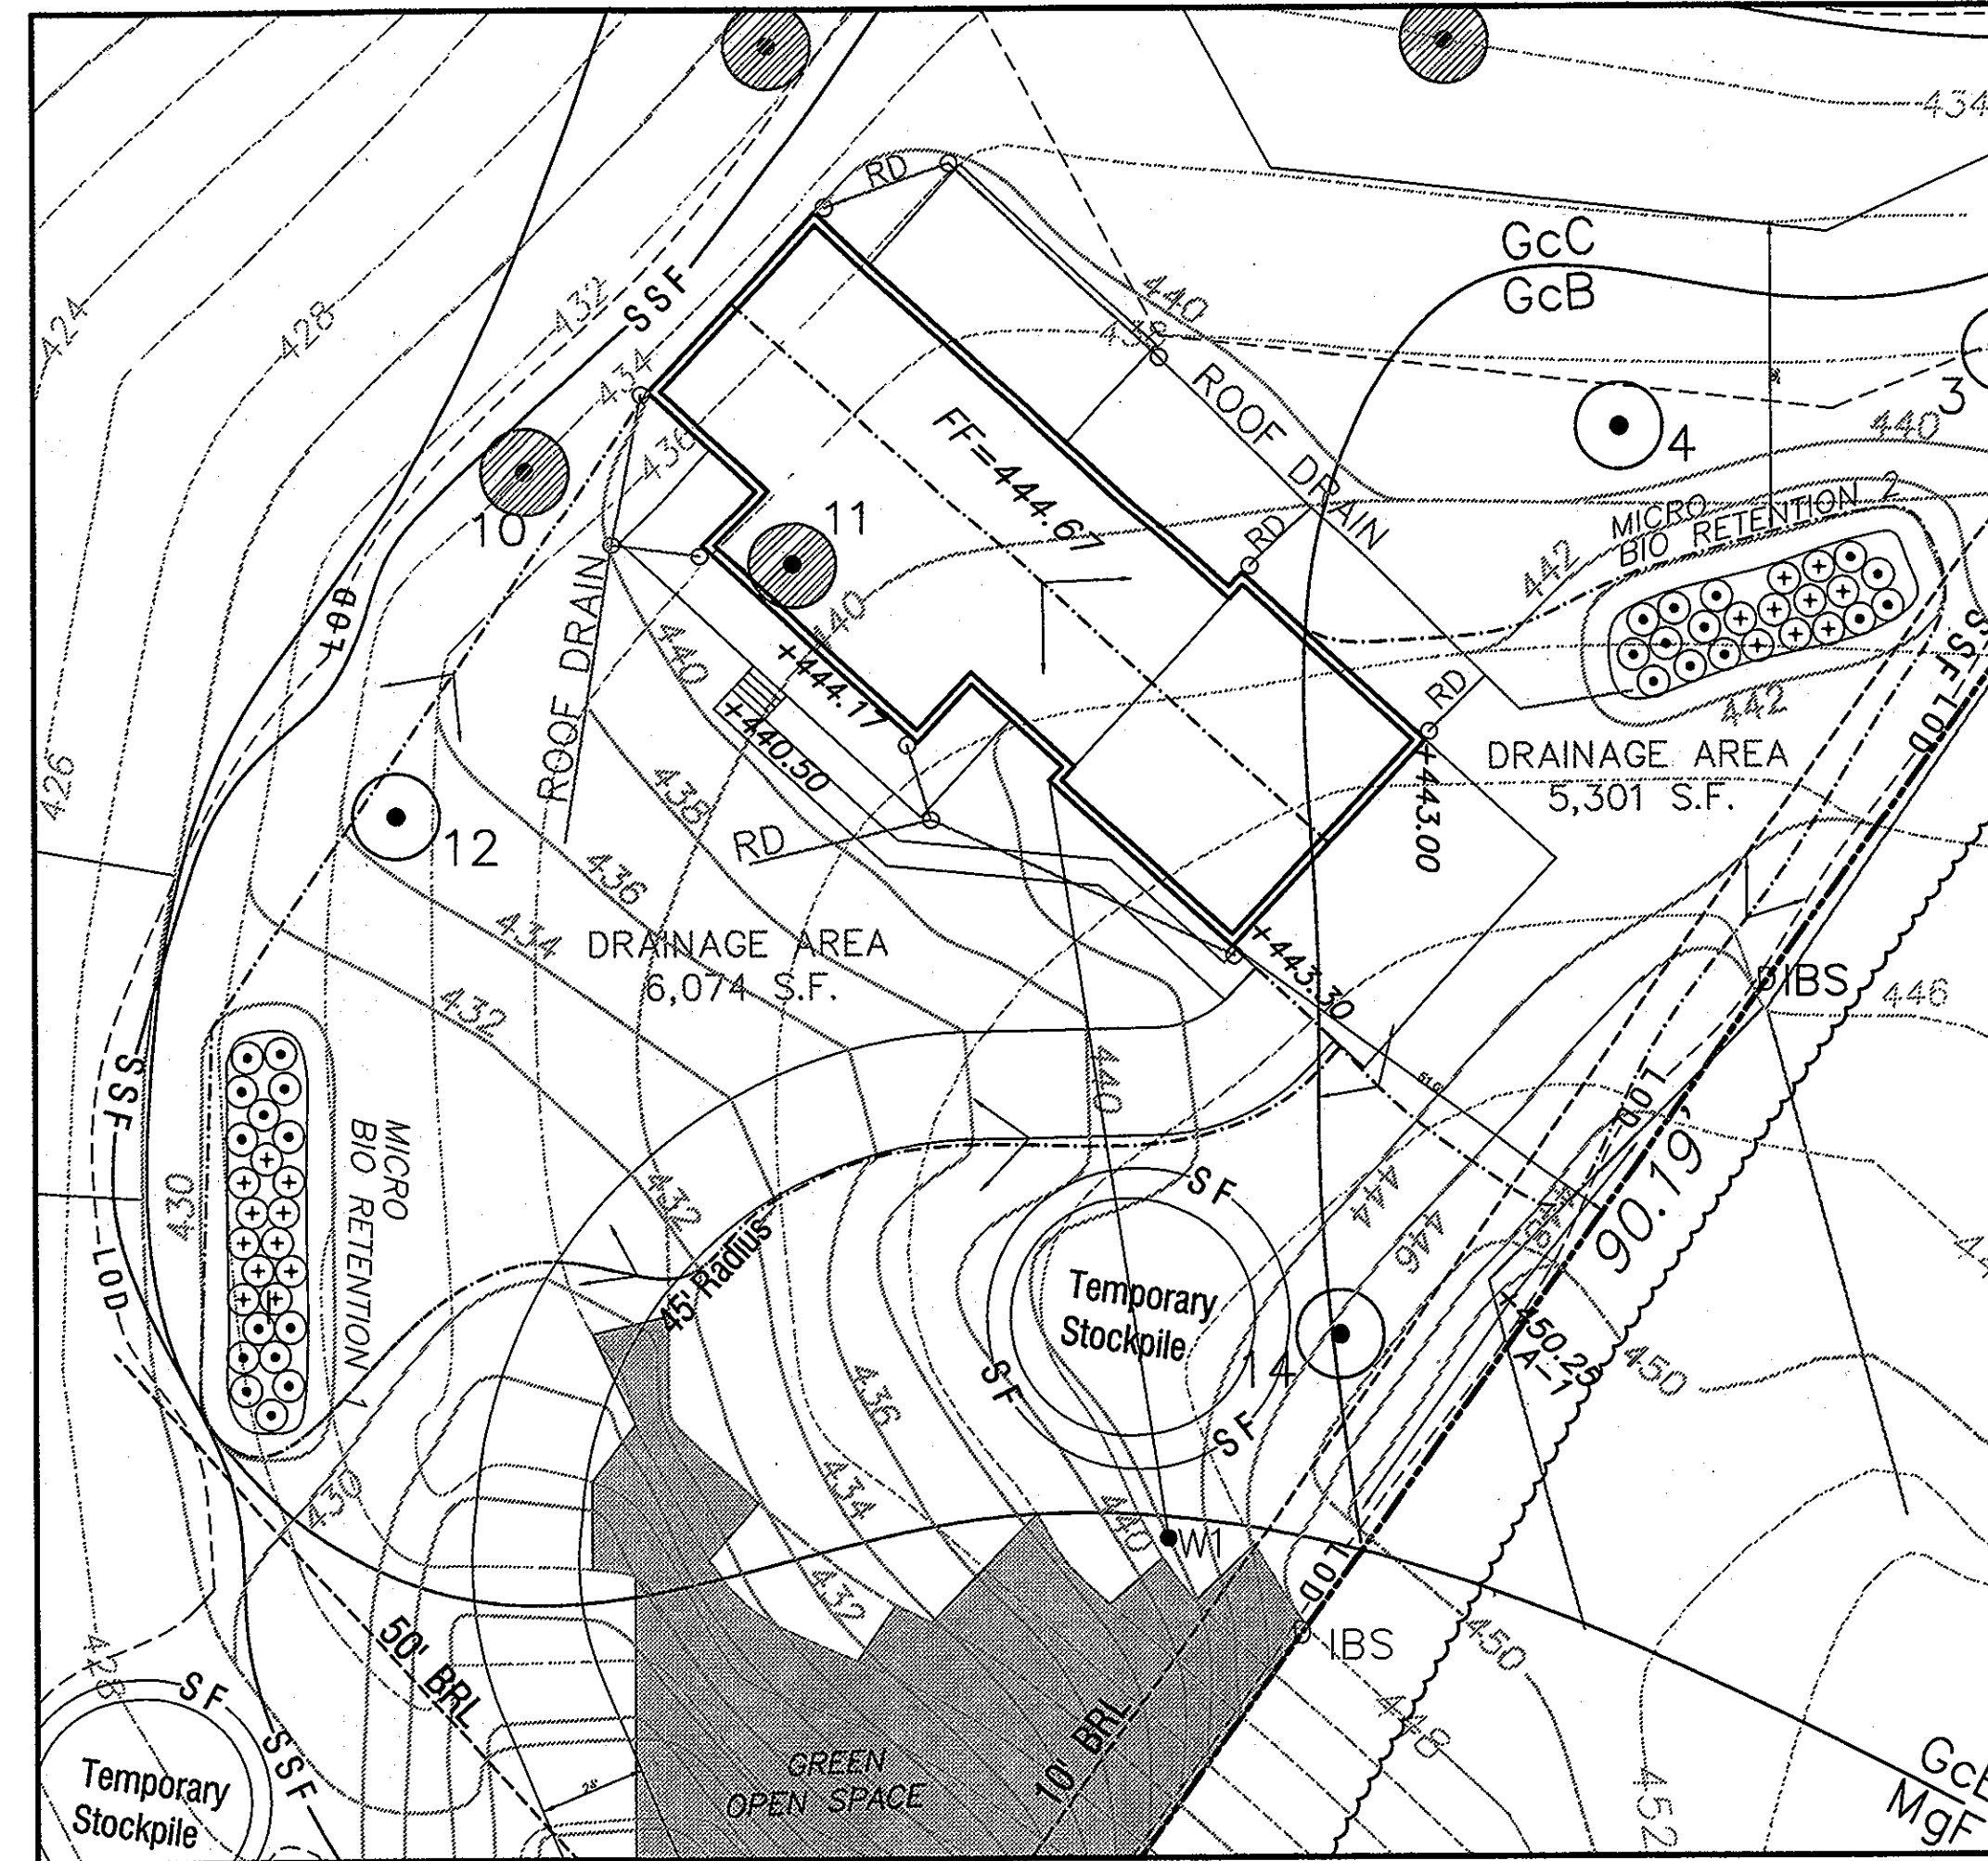 434
RD
GcC
GcB
440
438
432
SSF
424
428
434
436
3
4
440
ROOF DRAIN
FF=444.67
10
11
RD
MICRO
BIO RETENTION 2
442
LOD
ROOF DRAIN
440
440
+444.17
+440.50
RD
442
SSF
LOD
DRAINAGE AREA
5,301 S.F.
+443.00
426
438
12
RD
436
434
DRAINAGE AREA
6,074 S.F.
+443.30
IBS
446
432
SSF
440
LOD
90.19'
MICRO
BIO RETENTION 1
430
432
SF
444
446
45' Radius
LOD
Temporary
Stockpile
14
+450.25
A-1
450
SF
436
SF
434
430
440
W1
432
LOD
IBS
450
50' BRL
428
SF
SSF
448
10' BRL
GREEN
OPEN SPACE
Temporary
Stockpile
452
MgF